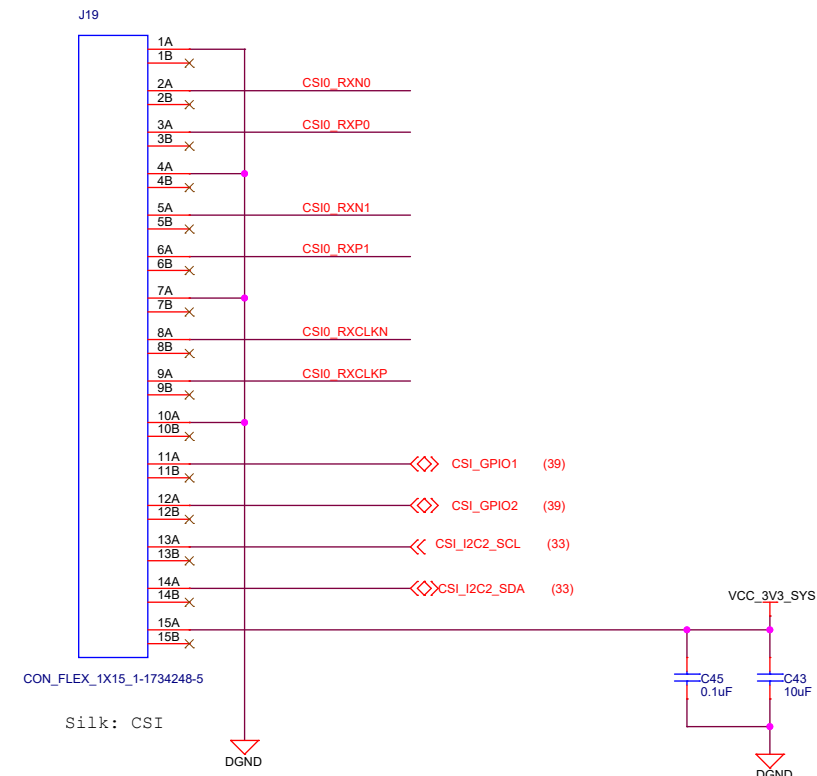 J19
1A
1B
2A CSI0_RXN0
2B
3A CSI0_RXP0
3B
4A
4B
5A CSI0_RXN1
5B
6A CSI0_RXP1
6B
7A
7B
8A CSI0_RXCLKN
8B
9A CSI0_RXCLKP
9B
10A
10B
11A CSI_GPIO1 (39)
11B
12A CSI_GPIO2 (39)
12B
13A CSI_I2C2_SCL (33)
13B
14A CSI_I2C2_SDA (33)
14B
VCC_3V3_SYS
15A
15B
CON_FLEX_1X15_1-1734248-5
C45
0.1uF
C43
10uF
Silk: CSI
DGND
DGND